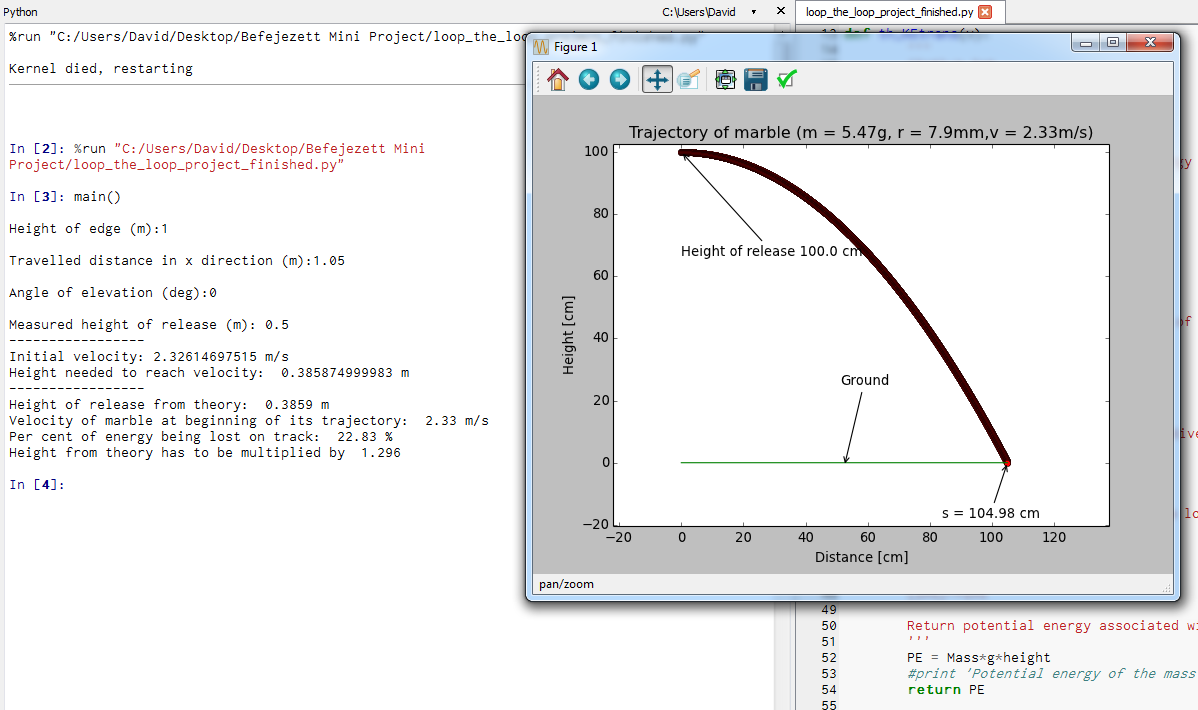 Python
C:\Users\David
loop_the_loop_project_finished.py
%run "C:/Users/David/Desktop/Befejezett Mini Project/loop_the_loo
Kernel died, restarting
In [2]: %run "C:/Users/David/Desktop/Befejezett Mini
Project/loop_the_loop_project_finished.py"
In [3]: main()
Height of edge (m):1
Travelled distance in x direction (m):1.05
Angle of elevation (deg):0
Measured height of release (m): 0.5
-----------------
Initial velocity: 2.32614697515 m/s
Height needed to reach velocity:  0.385874999983 m
-----------------
Height of release from theory:  0.3859 m
Velocity of marble at beginning of its trajectory:  2.33 m/s
Per cent of energy being lost on track:  22.83 %
Height from theory has to be multiplied by  1.296
In [4]:
Figure 1
Trajectory of marble (m = 5.47g, r = 7.9mm,v = 2.33m/s)
100
80
60
40
20
0
−20
Height [cm]
Height of release 100.0 cm
Ground
s = 104.98 cm
−20
0
20
40
60
80
100
120
Distance [cm]
pan/zoom
49
50 Return potential energy associated wi
51 '''
52 PE = Mass*g*height
53 #print 'Potential energy of the mass
54 return PE
55